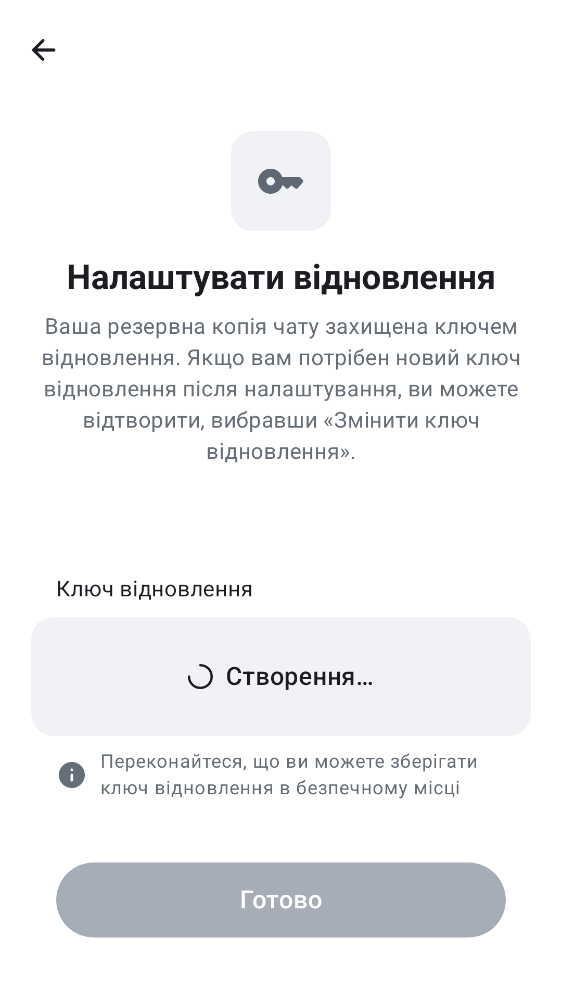 Налаштувати відновлення
Ваша резервна копія чату захищена ключем
відновлення. Якщо вам потрібен новий ключ
відновлення після налаштування, ви можете
відтворити, вибравши «Змінити ключ
відновлення».
Ключ відновлення
Створення…
Переконайтеся, що ви можете зберігати
ключ відновлення в безпечному місці
Готово